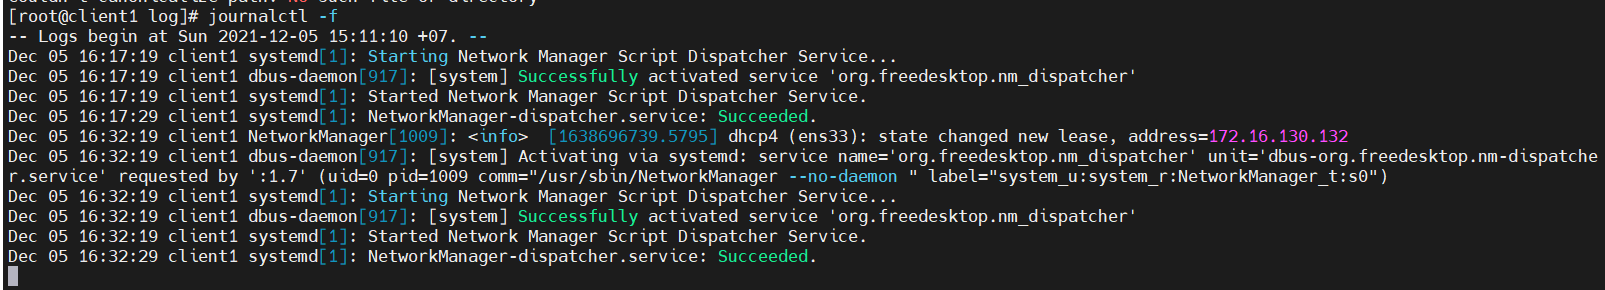 couldn't canonicalize path: No such file or directory
[root@client1 log]# journalctl -f
-- Logs begin at Sun 2021-12-05 15:11:10 +07. --
Dec 05 16:17:19 client1 systemd[1]: Starting Network Manager Script Dispatcher Service...
Dec 05 16:17:19 client1 dbus-daemon[917]: [system] Successfully activated service 'org.freedesktop.nm_dispatcher'
Dec 05 16:17:19 client1 systemd[1]: Started Network Manager Script Dispatcher Service.
Dec 05 16:17:29 client1 systemd[1]: NetworkManager-dispatcher.service: Succeeded.
Dec 05 16:32:19 client1 NetworkManager[1009]: <info>  [1638696739.5795] dhcp4 (ens33): state changed new lease, address=172.16.130.132
Dec 05 16:32:19 client1 dbus-daemon[917]: [system] Activating via systemd: service name='org.freedesktop.nm_dispatcher' unit='dbus-org.freedesktop.nm-dispatche
r.service' requested by ':1.7' (uid=0 pid=1009 comm="/usr/sbin/NetworkManager --no-daemon " label="system_u:system_r:NetworkManager_t:s0")
Dec 05 16:32:19 client1 systemd[1]: Starting Network Manager Script Dispatcher Service...
Dec 05 16:32:19 client1 dbus-daemon[917]: [system] Successfully activated service 'org.freedesktop.nm_dispatcher'
Dec 05 16:32:19 client1 systemd[1]: Started Network Manager Script Dispatcher Service.
Dec 05 16:32:29 client1 systemd[1]: NetworkManager-dispatcher.service: Succeeded.